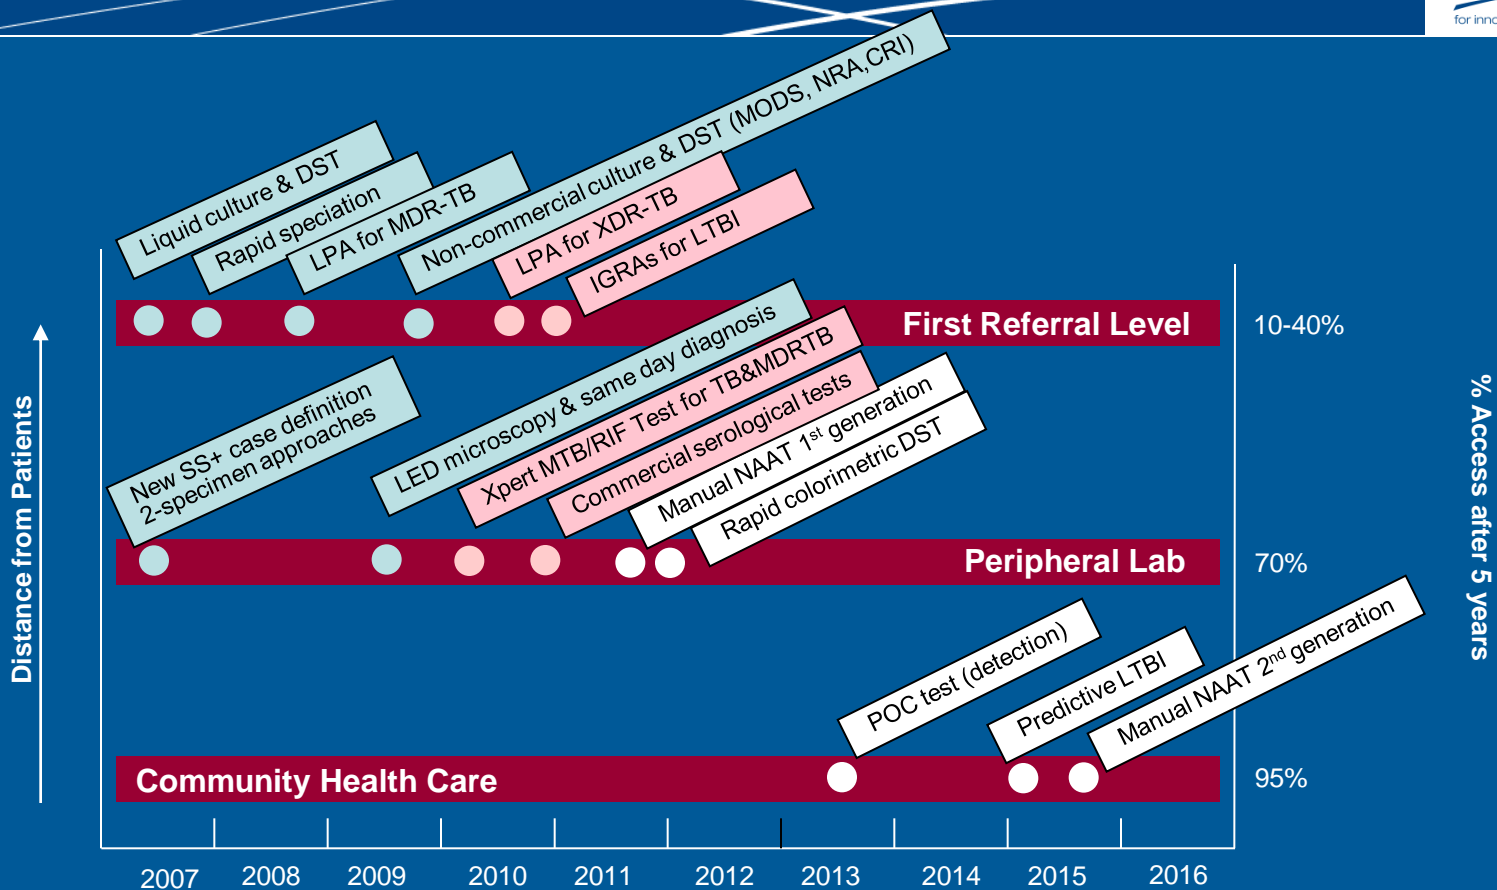 for inno
Liquid culture & DST
Rapid speciation
LPA for MDR-TB
Non-commercial culture & DST (MODS, NRA,CRI)
LPA for XDR-TB
IGRAs for LTBI
First Referral Level
10-40%
New SS+ case definition
2-specimen approaches
LED microscopy & same day diagnosis
Xpert MTB/RIF Test for TB&MDRTB
Commercial serological tests
Manual NAAT 1st generation
Rapid colorimetric DST
Peripheral Lab
70%
POC test (detection)
Predictive LTBI
Manual NAAT 2nd generation
Community Health Care
95%
Distance from Patients
% Access after 5 years
2007 2008 2009 2010 2011 2012 2013 2014 2015 2016